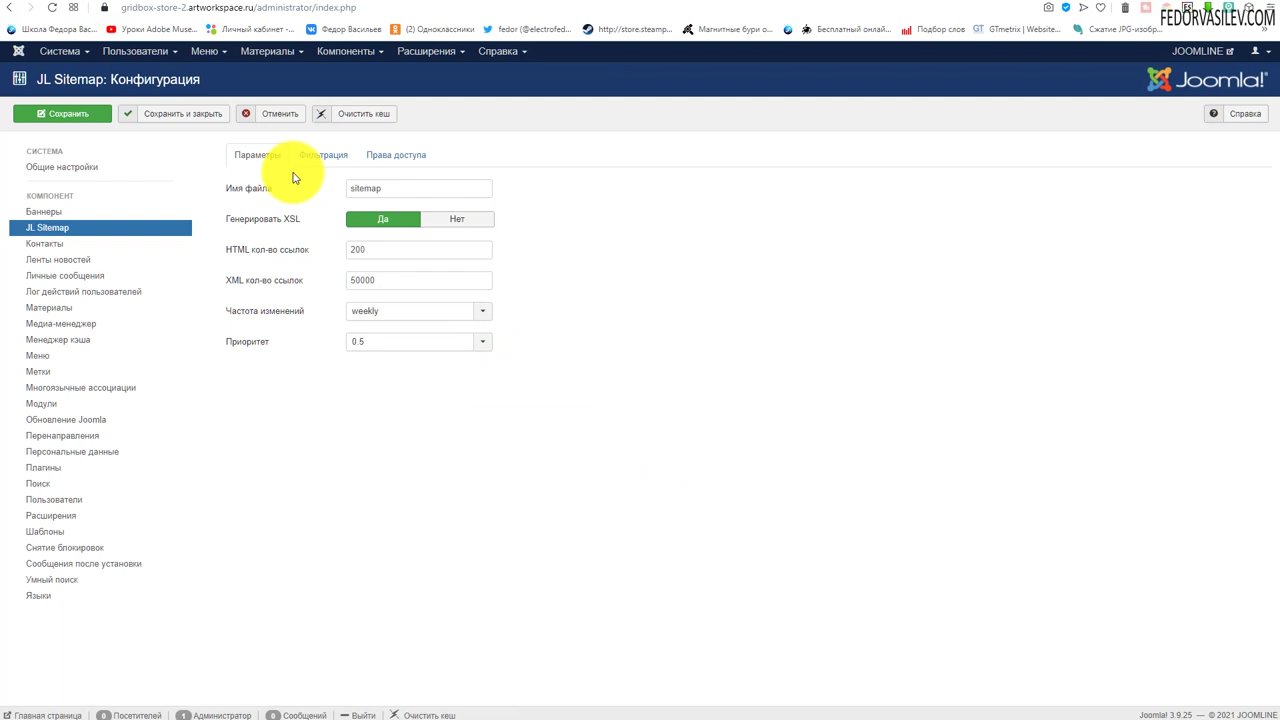 gridbox-store-2.artworkspace.ru/administrator/index.php
FEDORVASILEV.COM
Школа Федора Вас...
Уроки Adobe Muse...
Личный кабинет -...
Федор Васильев
(2) Одноклассники
fedor (@electrofed...
http://store.steamp...
Магнитные бури о...
Бесплатный онлай...
Подбор слов
GTmetrix | Website...
Сжатие JPG-изобр...
Система
Пользователи
Меню
Материалы
Компоненты
Расширения
Справка
JOOMLINE
JL Sitemap: Конфигурация
Joomla!
Сохранить
Сохранить и закрыть
Отменить
Очистить кеш
Справка
СИСТЕМА
Общие настройки
КОМПОНЕНТ
Баннеры
JL Sitemap
Контакты
Ленты новостей
Личные сообщения
Лог действий пользователей
Материалы
Медиа-менеджер
Менеджер кэша
Меню
Метки
Многоязычные ассоциации
Модули
Обновление Joomla
Перенаправления
Персональные данные
Плагины
Поиск
Пользователи
Расширения
Шаблоны
Снятие блокировок
Сообщения после установки
Умный поиск
Языки
Параметры
Фильтрация
Права доступа
Имя файла
sitemap
Генерировать XSL
Да
Нет
HTML кол-во ссылок
200
XML кол-во ссылок
50000
Частота изменений
weekly
Приоритет
0.5
Главная страница
0 Посетителей
1 Администратор
0 Сообщений
Выйти
Очистить кеш
Joomla! 3.9.25 — © 2021 JOOMLINE